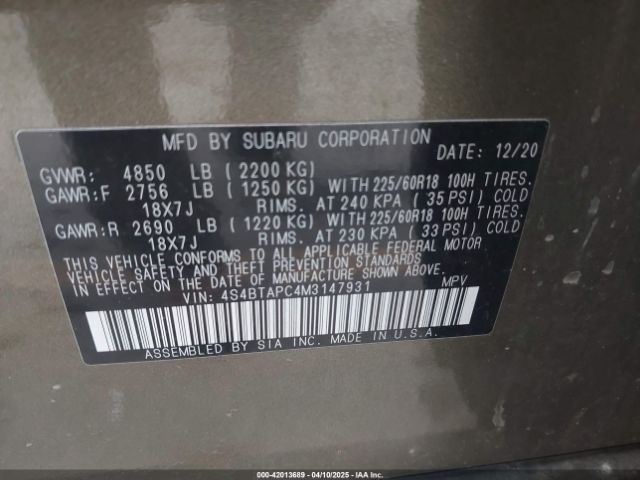 MFD BY SUBARU CORPORATION
DATE: 12/20
GVWR: 4850 LB (2200 KG)
GAWR:F 2756 LB (1250 KG) WITH 225/60R18 100H TIRES.
18X7J RIMS. AT 240 KPA (35 PSI) COLD
GAWR:R 2690 LB (1220 KG) WITH 225/60R18 100H TIRES.
18X7J RIMS. AT 230 KPA (33 PSI) COLD
THIS VEHICLE CONFORMS TO ALL APPLICABLE FEDERAL MOTOR
VEHICLE SAFETY AND THEFT PREVENTION STANDARDS
IN EFFECT ON THE DATE OF MANUFACTURE SHOWN ABOVE.
VIN: 4S4BTAPC4M3147931 MPV
ASSEMBLED BY SIA INC. MADE IN U.S.A.
000-42013689 - 04/10/2025 - IAAI Copart